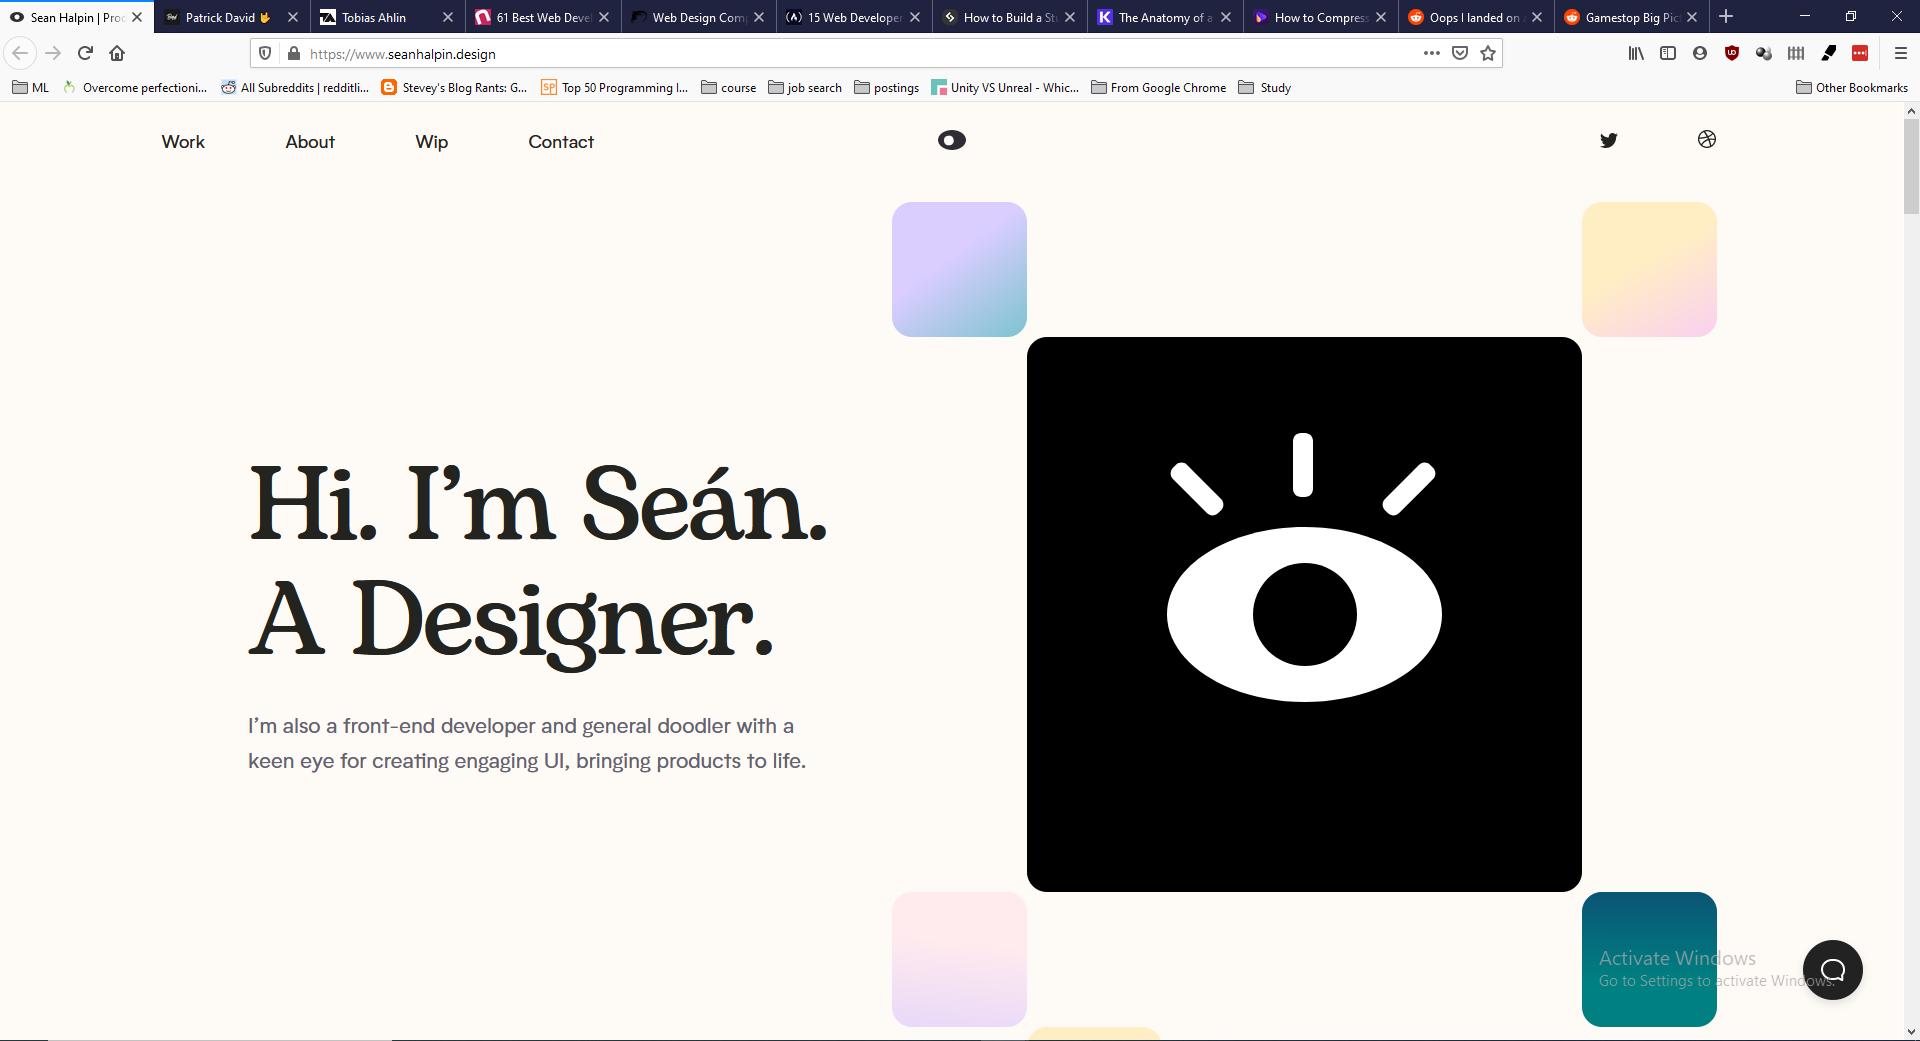 Sean Halpin | Proc
Patrick David
Tobias Ahlin
61 Best Web Deve
Web Design Com
15 Web Developer
How to Build a St
The Anatomy of a
How to Compress
Oops I landed on
Gamestop Big Pic
https://www.seanhalpin.design
ML
Overcome perfectioni...
All Subreddits | redditli...
Stevey's Blog Rants: G...
Top 50 Programming l...
course
job search
postings
Unity VS Unreal - Whic...
From Google Chrome
Study
Other Bookmarks
Work
About
Wip
Contact
Hi. I’m Seán.
A Designer.
I’m also a front-end developer and general doodler with a
keen eye for creating engaging UI, bringing products to life.
Activate Windows
Go to Settings to activate Windows.